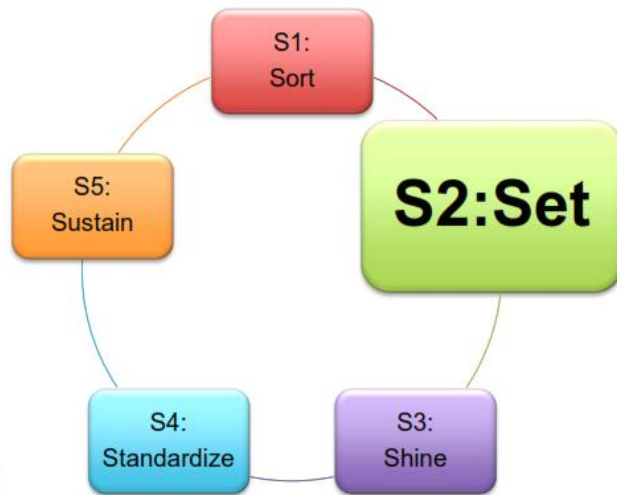 S1:
Sort
S2:Set
S3:
Shine
S4:
Standardize
S5:
Sustain